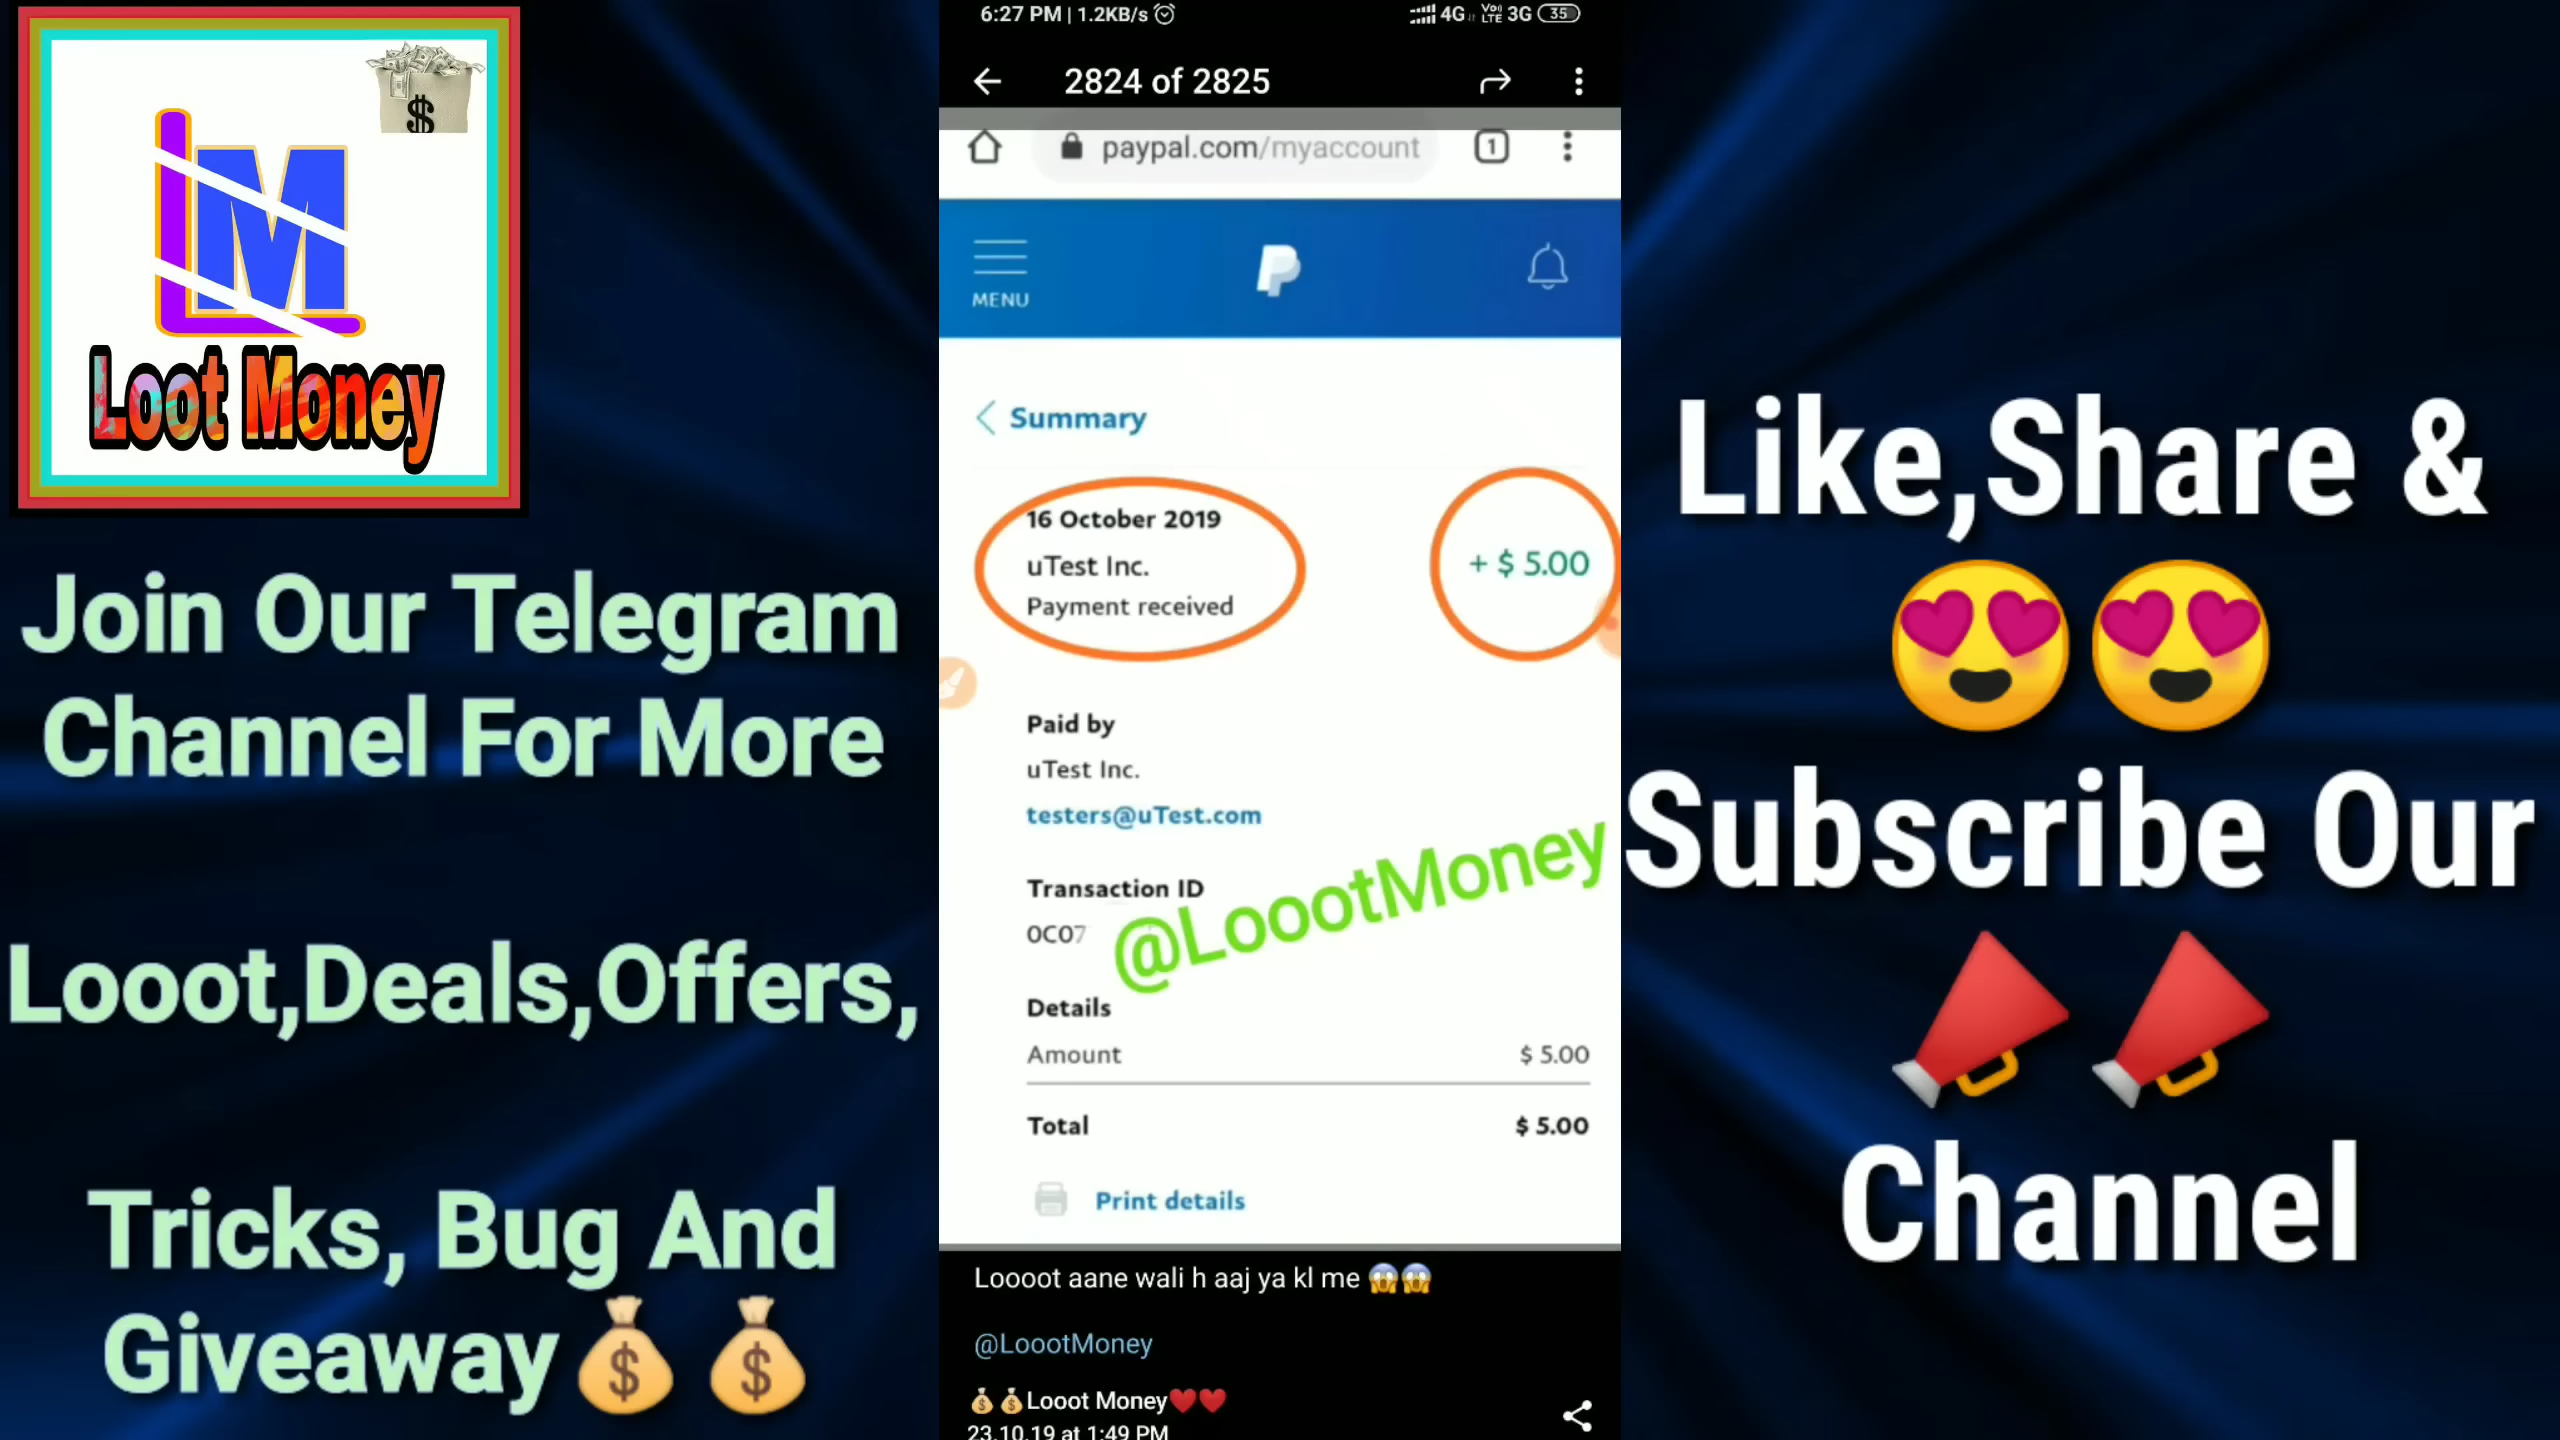 $
LM
Loot Money
Join Our Telegram
Channel For More
Looot,Deals,Offers,
Tricks, Bug And
Giveaway
6:27 PM | 1.2KB/s
4G VoLTE 3G 35
2824 of 2825
paypal.com/myaccount
1
MENU
Summary
16 October 2019
uTest Inc.
Payment received
+ $ 5.00
Paid by
uTest Inc.
testers@uTest.com
Transaction ID
0C07
@LoootMoney
Details
Amount $ 5.00
Total $ 5.00
Print details
Loooot aane wali h aaj ya kl me
@LoootMoney
Looot Money
23.10.19 at 1:49 PM
Like,Share &
Subscribe Our
Channel